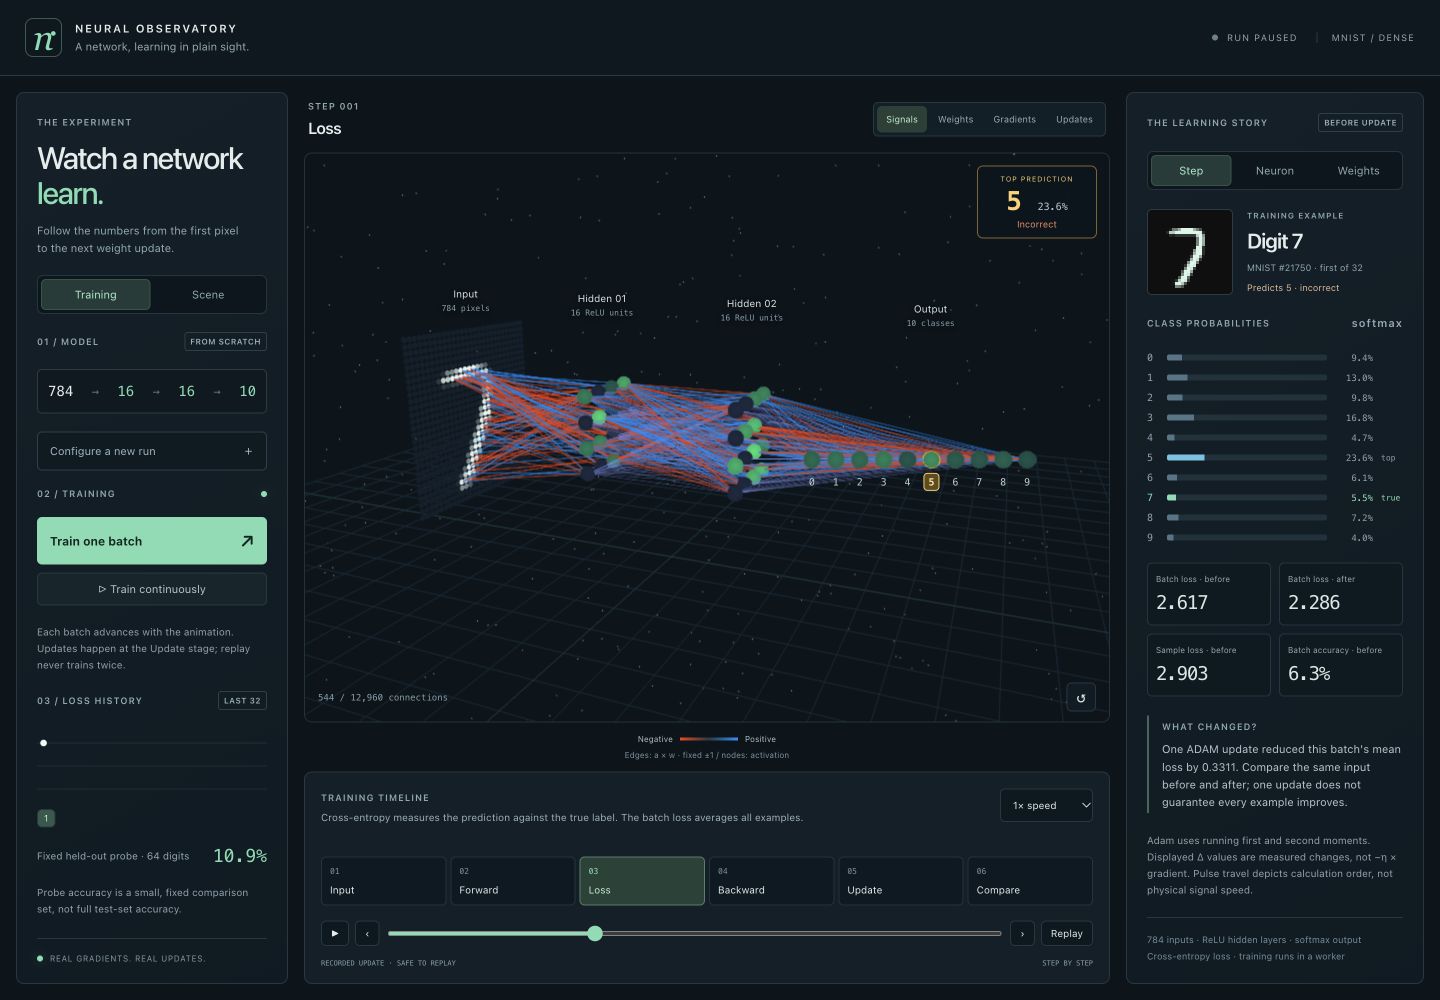 n
NEURAL OBSERVATORY
A network, learning in plain sight.
RUN PAUSED
MNIST / DENSE
THE EXPERIMENT
Watch a network
learn.
Follow the numbers from the first pixel
to the next weight update.
Training
Scene
01 / MODEL
FROM SCRATCH
784 → 16 → 16 → 10
Configure a new run +
02 / TRAINING
Train one batch
Train continuously
Each batch advances with the animation.
Updates happen at the Update stage; replay
never trains twice.
03 / LOSS HISTORY
LAST 32
1
Fixed held-out probe · 64 digits
10.9%
Probe accuracy is a small, fixed comparison
set, not full test-set accuracy.
REAL GRADIENTS. REAL UPDATES.
STEP 001
Loss
Signals
Weights
Gradients
Updates
TOP PREDICTION
5 23.6%
Incorrect
Input
784 pixels
Hidden 01
16 ReLU units
Hidden 02
16 ReLU units
Output
10 classes
0 1 2 3 4 5 6 7 8 9
544 / 12,960 connections
↺
Negative
Positive
Edges: a × w · fixed ±1 / nodes: activation
TRAINING TIMELINE
Cross-entropy measures the prediction against the true label. The batch loss averages all examples.
1× speed
01
Input
02
Forward
03
Loss
04
Backward
05
Update
06
Compare
‹
›
Replay
RECORDED UPDATE · SAFE TO REPLAY
STEP BY STEP
THE LEARNING STORY
BEFORE UPDATE
Step
Neuron
Weights
7
TRAINING EXAMPLE
Digit 7
MNIST #21750 · first of 32
Predicts 5 · incorrect
CLASS PROBABILITIES
softmax
0 9.4%
1 13.0%
2 9.8%
3 16.8%
4 4.7%
5 23.6% top
6 6.1%
7 5.5% true
8 7.2%
9 4.0%
Batch loss · before
2.617
Batch loss · after
2.286
Sample loss · before
2.903
Batch accuracy · before
6.3%
WHAT CHANGED?
One ADAM update reduced this batch's mean
loss by 0.3311. Compare the same input
before and after; one update does not
guarantee every example improves.
Adam uses running first and second moments.
Displayed Δ values are measured changes, not −η ×
gradient. Pulse travel depicts calculation order, not
physical signal speed.
784 inputs · ReLU hidden layers · softmax output
Cross-entropy loss · training runs in a worker